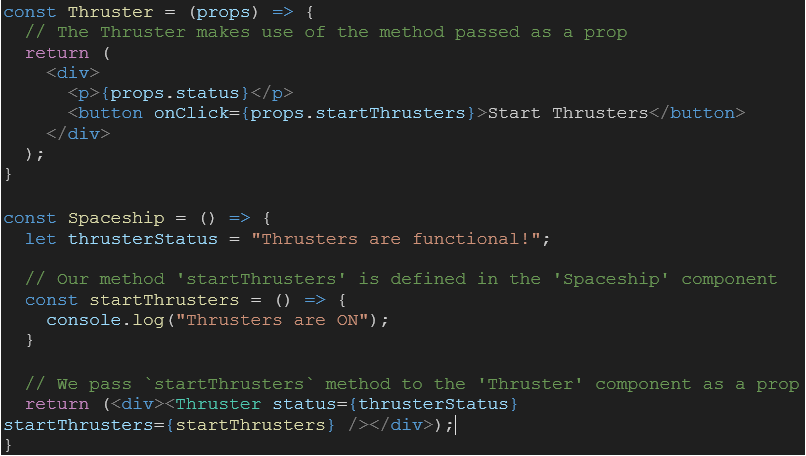 const Thruster = (props) => {
  // The Thruster makes use of the method passed as a prop
  return (
    <div>
      <p>{props.status}</p>
      <button onClick={props.startThrusters}>Start Thrusters</button>
    </div>
  );
}

const Spaceship = () => {
  let thrusterStatus = "Thrusters are functional!";

  // Our method 'startThrusters' is defined in the 'Spaceship' component
  const startThrusters = () => {
    console.log("Thrusters are ON");
  }

  // We pass `startThrusters` method to the 'Thruster' component as a prop
  return (<div><Thruster status={thrusterStatus}
startThrusters={startThrusters} /></div>);
}